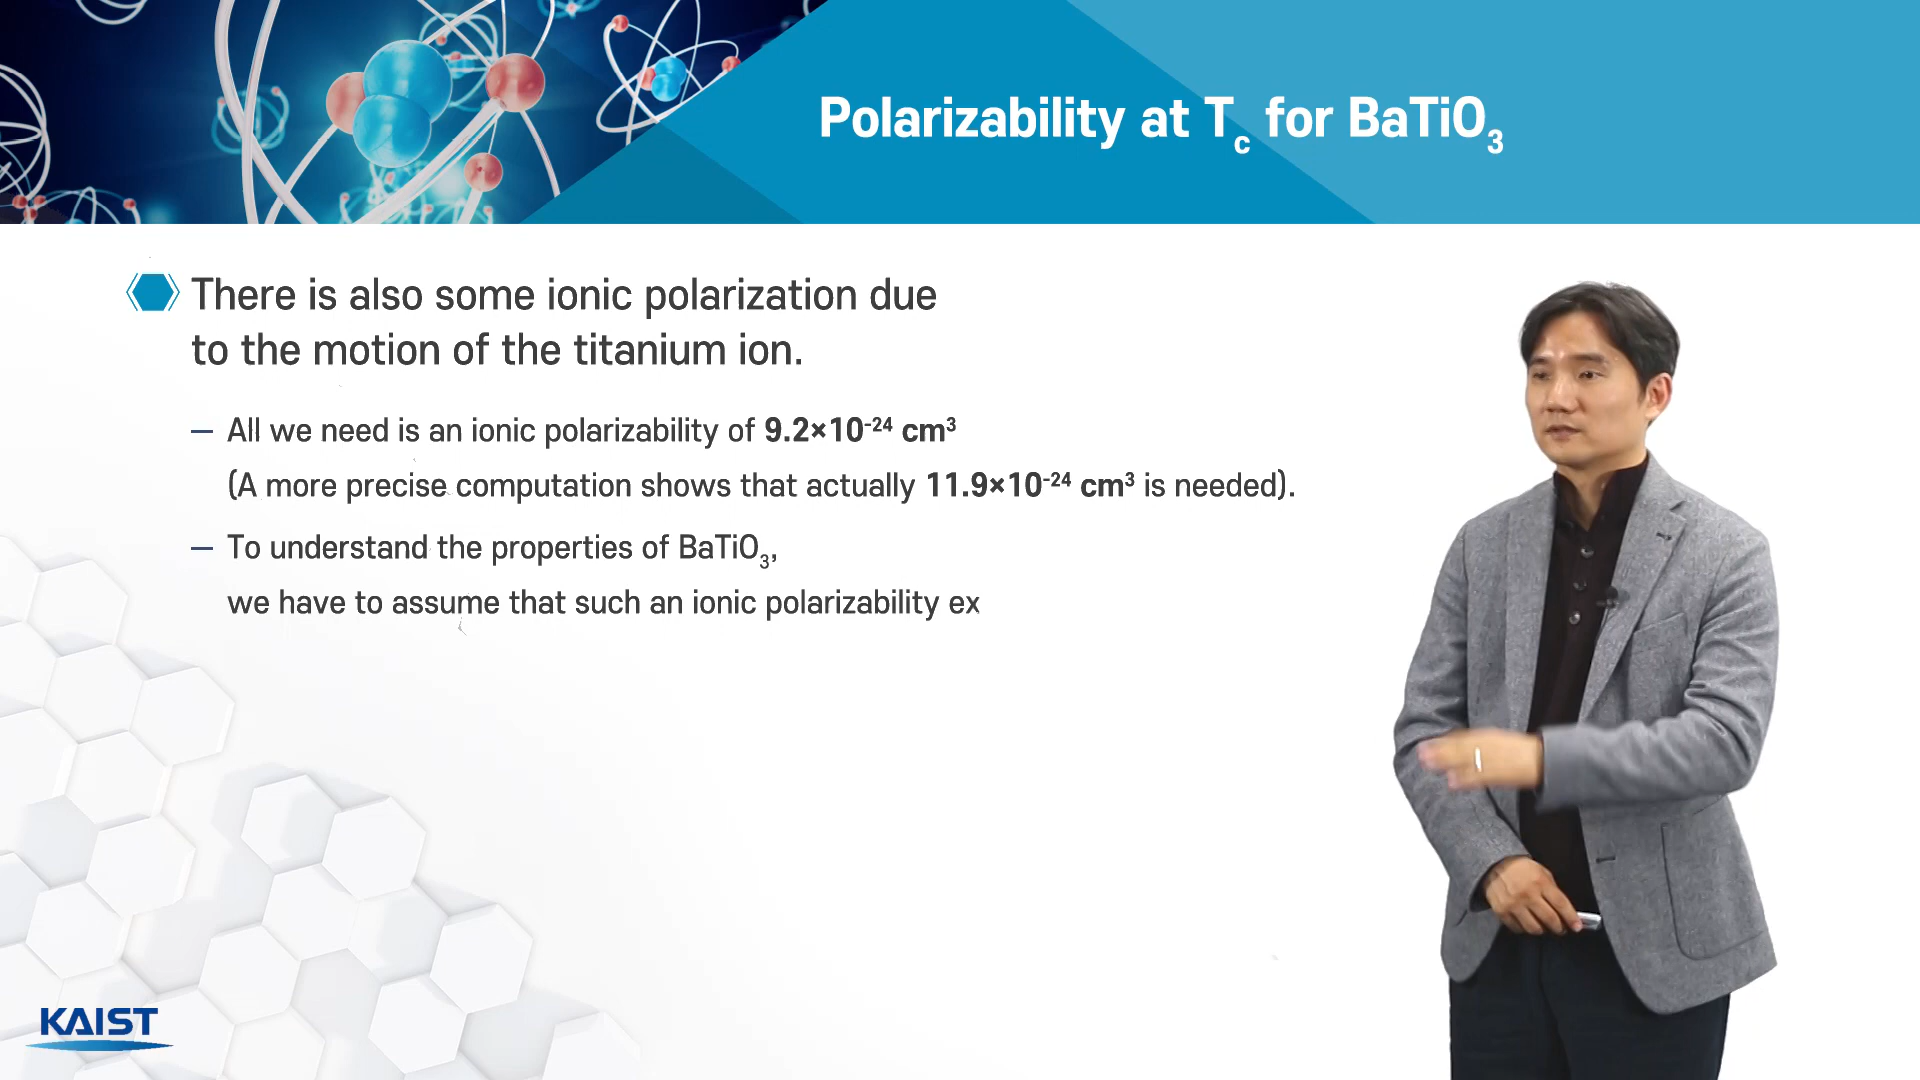 Polarizability at Tc for BaTiO3
There is also some ionic polarization due
to the motion of the titanium ion.
— All we need is an ionic polarizability of 9.2×10⁻²⁴ cm³
(A more precise computation shows that actually 11.9×10⁻²⁴ cm³ is needed).
— To understand the properties of BaTiO₃,
we have to assume that such an ionic polarizability ex
KAIST